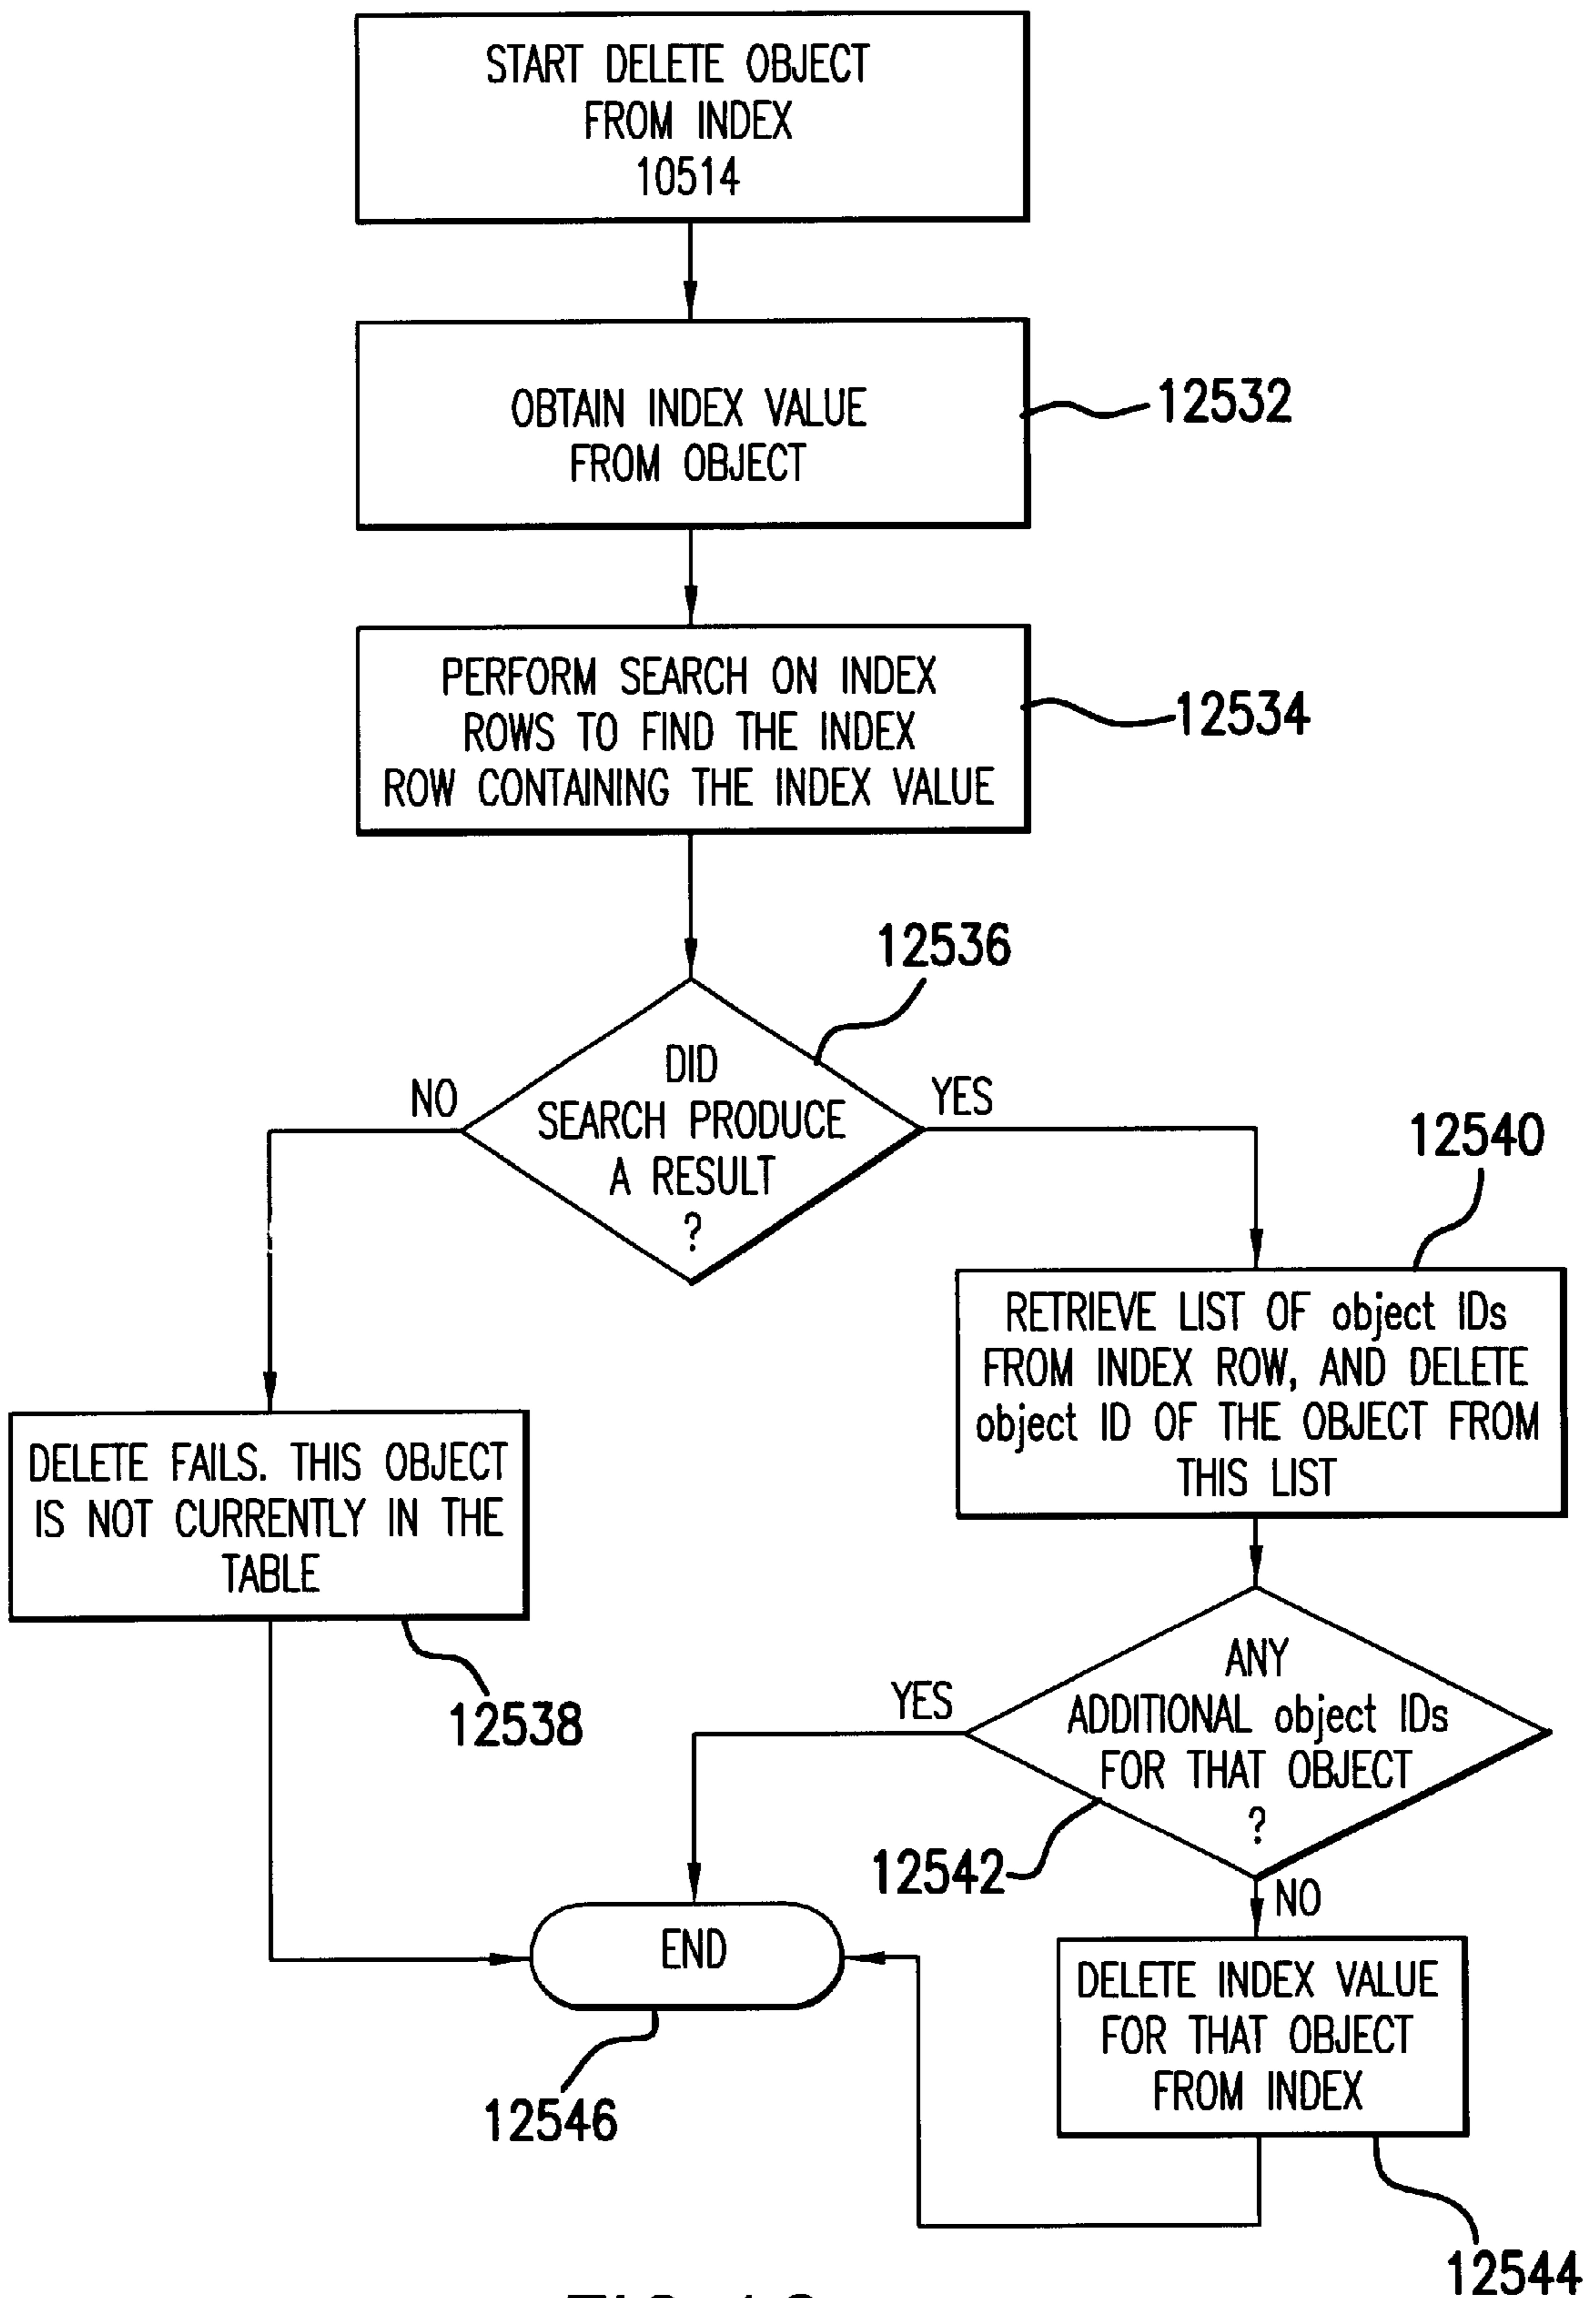 START DELETE OBJECT
FROM INDEX
10514
OBTAIN INDEX VALUE
FROM OBJECT
12532
PERFORM SEARCH ON INDEX
ROWS TO FIND THE INDEX
ROW CONTAINING THE INDEX VALUE
12534
12536
DID
SEARCH PRODUCE
A RESULT
?
NO
YES
12540
RETRIEVE LIST OF object IDs
FROM INDEX ROW, AND DELETE
object ID OF THE OBJECT FROM
THIS LIST
DELETE FAILS. THIS OBJECT
IS NOT CURRENTLY IN THE
TABLE
12538
ANY
ADDITIONAL object IDs
FOR THAT OBJECT
?
YES
12542
NO
END
12546
DELETE INDEX VALUE
FOR THAT OBJECT
FROM INDEX
12544